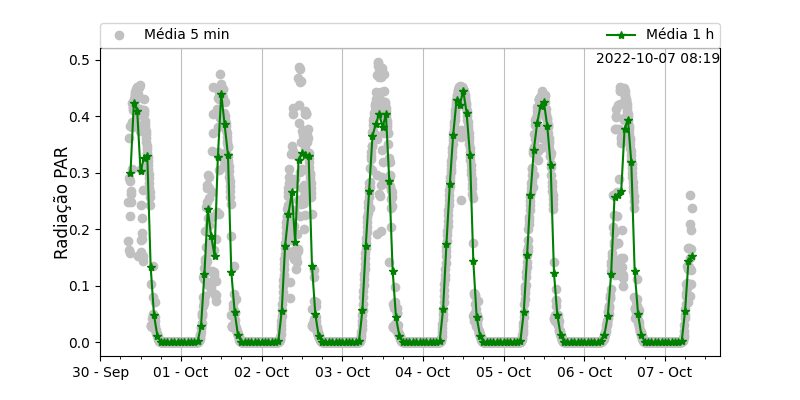 Média 5 min
Média 1 h
2022-10-07 08:19
Radiação PAR
0.5
0.4
0.3
0.2
0.1
0.0
30 - Sep
01 - Oct
02 - Oct
03 - Oct
04 - Oct
05 - Oct
06 - Oct
07 - Oct